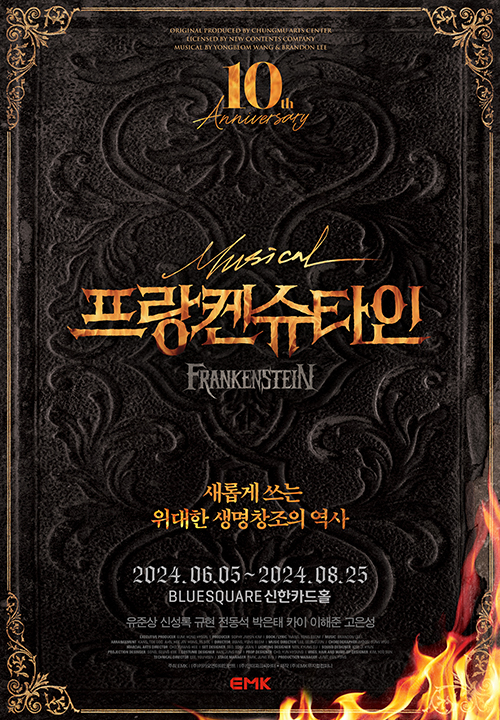 ORIGINAL PRODUCED BY CHUNGMU ARTS CENTER
LICENSED BY NEW CONTENTS COMPANY
MUSICAL BY YONGBEOM WANG & BRANDON LEE
10th
Anniversary
Musical
프랑켄슈타인
FRANKENSTEIN
새롭게 쓰는
위대한 생명창조의 역사
2024.06.05~2024.08.25
BLUESQUARE 신한카드홀
유준상 신성록 규현 전동석 박은태 카이 이해준 고은성
EMK